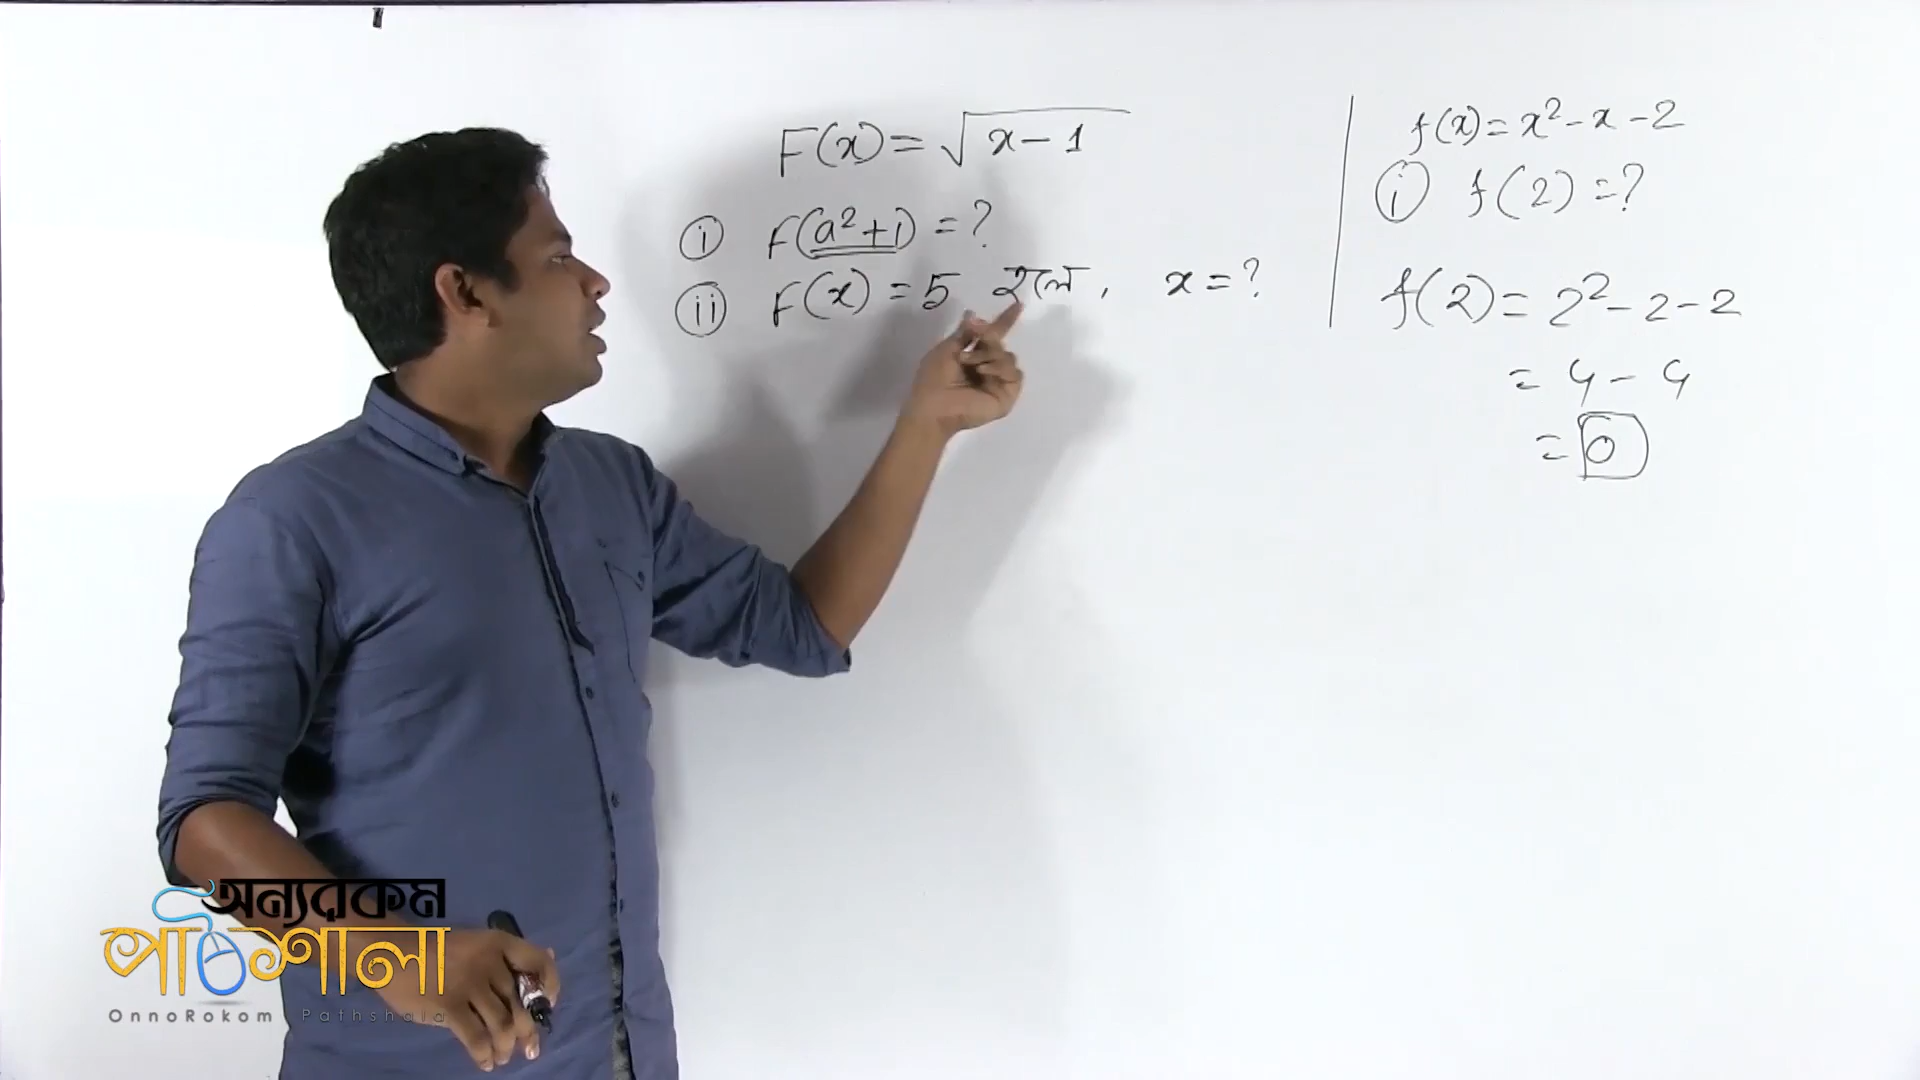 F(x) = √(x - 1)
(i) F(a²+1) = ?
(ii) F(x) = 5 হলে, x = ?
f(x) = x² - x - 2
(i) f(2) = ?
f(2) = 2² - 2 - 2
= 4 - 4
= 0
অন্যরকম
পাঠশালা
OnnoRokom Pathshala